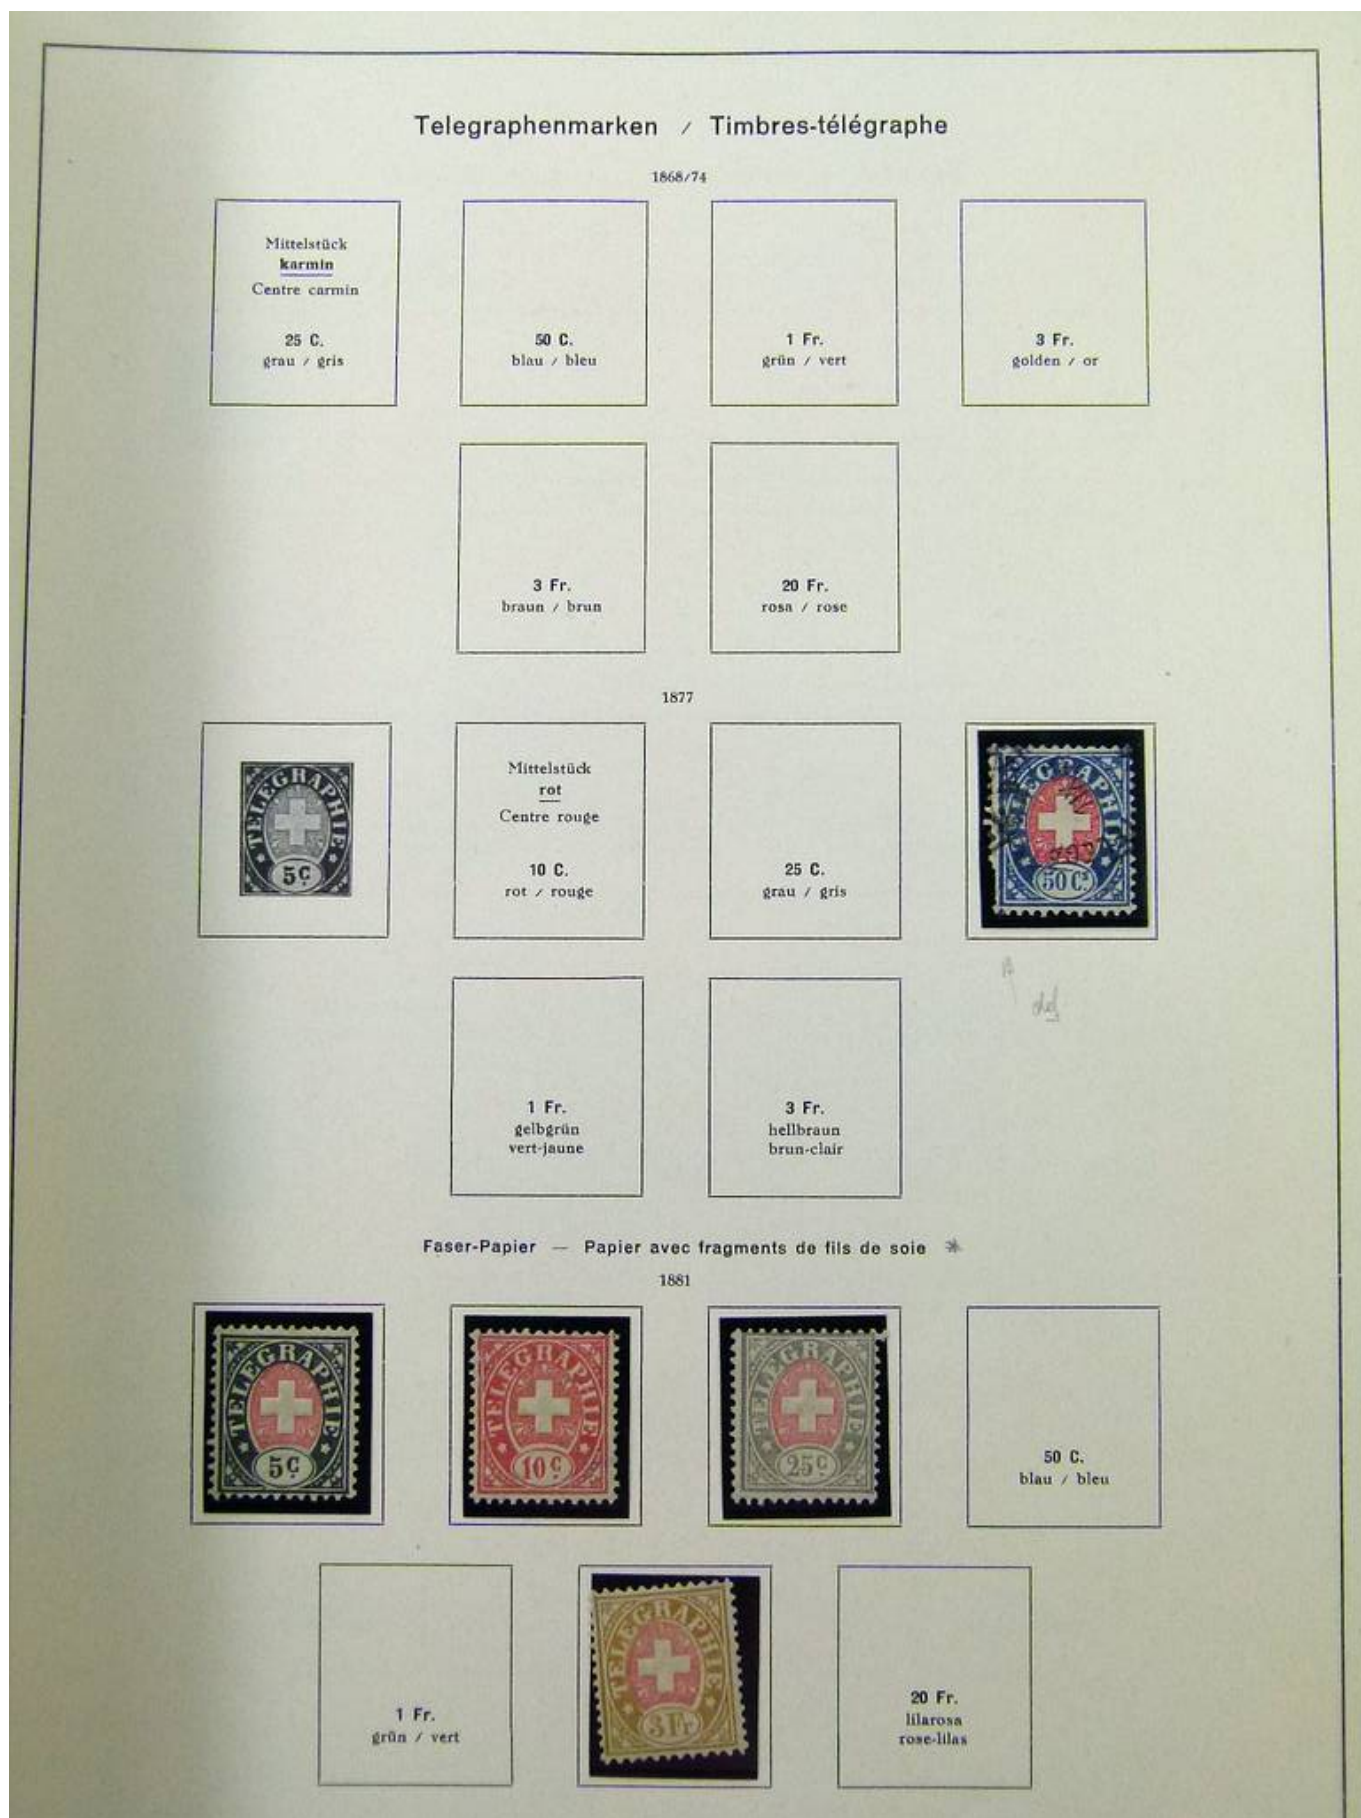 Telegraphenmarken / Timbres-télégraphe
1868/74
Mittelstück
karmin
Centre carmin
25 C.
grau / gris
50 C.
blau / bleu
1 Fr.
grün / vert
3 Fr.
golden / or
3 Fr.
braun / brun
20 Fr.
rosa / rose
1877
TELEGRAPHIE
5c
Mittelstück
rot
Centre rouge
10 C.
rot / rouge
25 C.
grau / gris
TELEGRAPHIE
50 Cs
1 Fr.
gelbgrün
vert-jaune
3 Fr.
hellbraun
brun-clair
Faser-Papier — Papier avec fragments de fils de soie *
1881
TELEGRAPHIE
5c
TELEGRAPHIE
10c
TELEGRAPHIE
25c
50 C.
blau / bleu
1 Fr.
grün / vert
TELEGRAPHIE
3 Fr
20 Fr.
lilarosa
rose-lilas